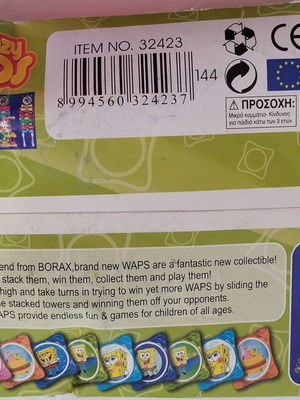 ITEM NO. 32423
8 994560 324237
144
CE
ΠΡΟΣΟΧΗ:
Μικρά κομμάτια- Κίνδυνος
για παιδιά κάτω των 3 ετών
end from BORAX,brand new WAPS are a fantastic new collectible!
stack them, win them, collect them and play them!
high and take turns in trying to win yet more WAPS by sliding the
se stacked towers and winning them off your opponents.
APS provide endless fun & games for children of all ages.